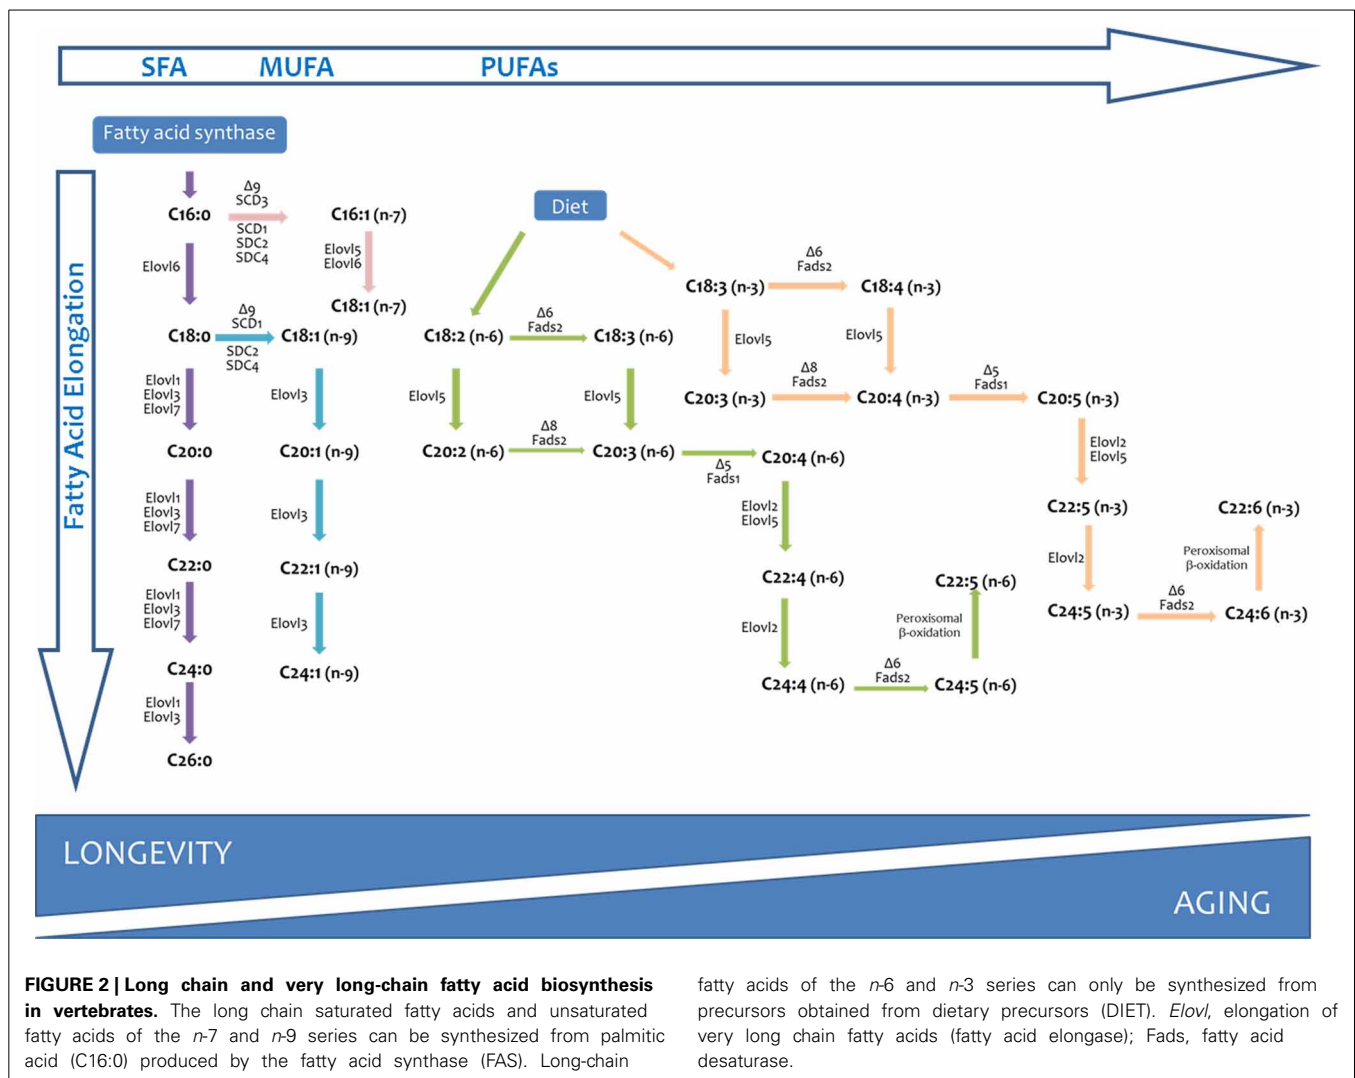 SFA MUFA PUFAs
Fatty acid synthase
Fatty Acid Elongation
C16:0
Δ9
SCD3
SCD1
SDC2
SDC4
C16:1 (n-7)
Elovl6
Elovl5
Elovl6
C18:1 (n-7)
C18:0
Δ9
SCD1
SDC2
SDC4
C18:1 (n-9)
Elovl1
Elovl3
Elovl7
Elovl3
C20:0
C20:1 (n-9)
Elovl1
Elovl3
Elovl7
Elovl3
C22:0
C22:1 (n-9)
Elovl1
Elovl3
Elovl7
Elovl3
C24:0
C24:1 (n-9)
Elovl1
Elovl3
C26:0
Diet
C18:2 (n-6)
Δ6
Fads2
C18:3 (n-6)
Elovl5
Elovl5
C20:2 (n-6)
Δ8
Fads2
C20:3 (n-6)
Δ5
Fads1
C20:4 (n-6)
Elovl2
Elovl5
C22:4 (n-6)
Elovl2
C24:4 (n-6)
Δ6
Fads2
C24:5 (n-6)
Peroxisomal
β-oxidation
C22:5 (n-6)
C18:3 (n-3)
Δ6
Fads2
C18:4 (n-3)
Elovl5
Elovl5
C20:3 (n-3)
Δ8
Fads2
C20:4 (n-3)
Δ5
Fads1
C20:5 (n-3)
Elovl2
Elovl5
C22:5 (n-3)
Elovl2
C24:5 (n-3)
Δ6
Fads2
C24:6 (n-3)
Peroxisomal
β-oxidation
C22:6 (n-3)
LONGEVITY
AGING
FIGURE 2 | Long chain and very long-chain fatty acid biosynthesis
in vertebrates. The long chain saturated fatty acids and unsaturated
fatty acids of the n-7 and n-9 series can be synthesized from palmitic
acid (C16:0) produced by the fatty acid synthase (FAS). Long-chain
fatty acids of the n-6 and n-3 series can only be synthesized from
precursors obtained from dietary precursors (DIET). Elovl, elongation of
very long chain fatty acids (fatty acid elongase); Fads, fatty acid
desaturase.